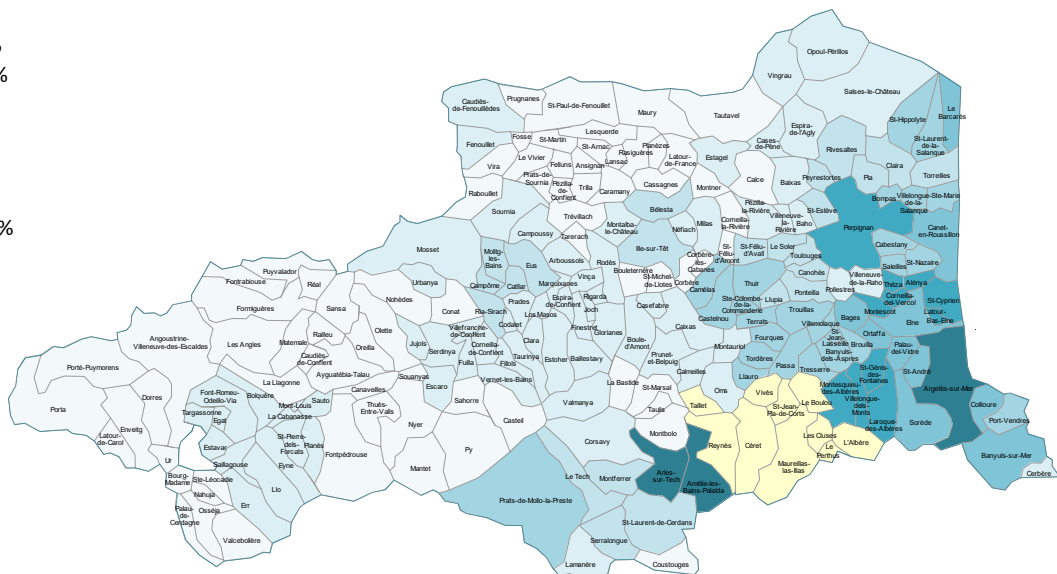 %
%
Opoul-Périllos
Vingrau
Salses-le-Château
Le
Barcarès
St-Hippolyte
St-Laurent-
de-la-
Salanque
Caudiès-
de-Fenouillèdes
Prugnanes
St-Paul-de-Fenouillet
Maury
Tautavel
Espira-
de-l'Agly
Cases-
de-Pène
Rivesaltes
Claira
Torreilles
Fenouillet
Fosse
St-Martin
Lesquerde
St-Arnac
Lansac
Rasiguères
Planèzes
Latour-
de-France
Estagel
Vira
Le Vivier
Felluns
Ansignan
Prats-de-
Sournia
Pézilla-
de-Conflent
Trilla
Caramany
Cassagnes
Montner
Calce
Baixas
Peyrestortes
Pia
Bompas
Villelongue-
de-la-
Salanque
Ste-Marie
Rabouillet
Sournia
Trévillach
Campoussy
Tarerach
Montalba-
le-Château
Bélesta
Néfiach
Millas
Corneilla-
la-Rivière
Pézilla-
la-Rivière
Villeneuve-
la-
Rivière
Baho
St-Estève
Perpignan
Canet-
en-Roussillon
Cabestany
St-Nazaire
Saleilles
Mosset
Molitg-
les-
Bains
Eus
Arboussols
Rodès
Ille-sur-Têt
Bouleternère
St-Michel-
de-Llotes
Corbère-
les-
Cabanes
Corbère
St-
Féliu-
d'Amont
St-Féliu-
d'Avall
Le Soler
Toulouges
Canohès
Ponteilla
Pollestres
Villeneuve-
de-la-Raho
Théza
Alénya
Corneilla-
del-Vercol
St-Cyprien
Latour-
Bas-Elne
Elne
Montescot
Bages
Puyvalador
Fontrabiouse
Réal
Formiguères
Sansa
Nohèdes
Urbanya
Conat
Campôme
Catllar
Prades
Ria-Sirach
Codalet
Los Masos
Marquixanes
Espira-
de-Conflent
Vinça
Rigarda
Joch
Finestret
Glorianes
Casefabre
Boule-
d'Amont
Caixas
Camélas
Castelnou
Thuir
Ste-Colombe-
de-la-
Commanderie
Llupia
Terrats
Trouillas
Fourques
Villemolaque
St-
Jean-
Lasseille
Banyuls-
dels-Aspres
Brouilla
Ortaffa
Palau-
del-Vidre
St-André
Argelès-sur-Mer
Collioure
Port-Vendres
Banyuls-sur-Mer
Cerbère
Angoustrine-
Villeneuve-des-Escaldes
Porté-Puymorens
Les Angles
Matemale
Railleu
Caudiès-
de-Conflent
Olette
Oreilla
Jujols
Serdinya
Villefranche-
de-Conflent
Corneilla-
de-Conflent
Fuilla
Fillols
Clara
Taurinya
Estoher
Baillestavy
Vernet-les-Bains
Prunet-
et-Belpuig
Montauriol
Calmeilles
Tordères
Llauro
Passa
Tresserre
St-Génis-
des-
Fontaines
Montesquieu-
des-Albères
Villelongue-
dels-
Monts
Laroque-
des-Albères
Sorède
Porta
Dorres
Enveitg
Latour-
de-Carol
Ur
La Llagonne
Ayguatébia-Talau
Souanyas
Canaveilles
Escaro
Sahorre
Casteil
Valmanya
La Bastide
St-Marsal
Taulis
Oms
Taillet
Vivès
St-Jean-
Pla-de-Corts
Le Boulou
Les Cluses
Le
Perthus
L'Albère
Font-Romeu-
Odeillo-Via
Bolquère
Targassonne
Egat
Mont-Louis
La Cabanasse
Sauto
Thuès-
Entre-Valls
Nyer
Fontpédrouse
Planès
St-Pierre-
dels-
Forcats
Estavar
Eyne
Llo
Saillagouse
Ste-Léocadie
Bourg-
Madame
Nahuja
Osséja
Palau-
de-
Cerdagne
Err
Valcebollère
Mantet
Py
Prats-de-Mollo-la-Preste
Corsavy
Le Tech
Montferrer
Montbolo
Arles-
sur-Tech
Amélie-les-
Bains-Palalda
Reynès
Céret
Maureillas-
las-Illas
St-Laurent-de-Cerdans
Serralongue
Lamanère
Coustouges